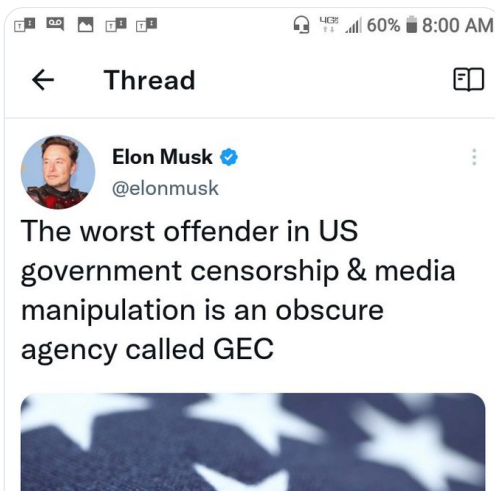 4G 60% 8:00 AM
Thread
Elon Musk
@elonmusk
The worst offender in US
government censorship & media
manipulation is an obscure
agency called GEC